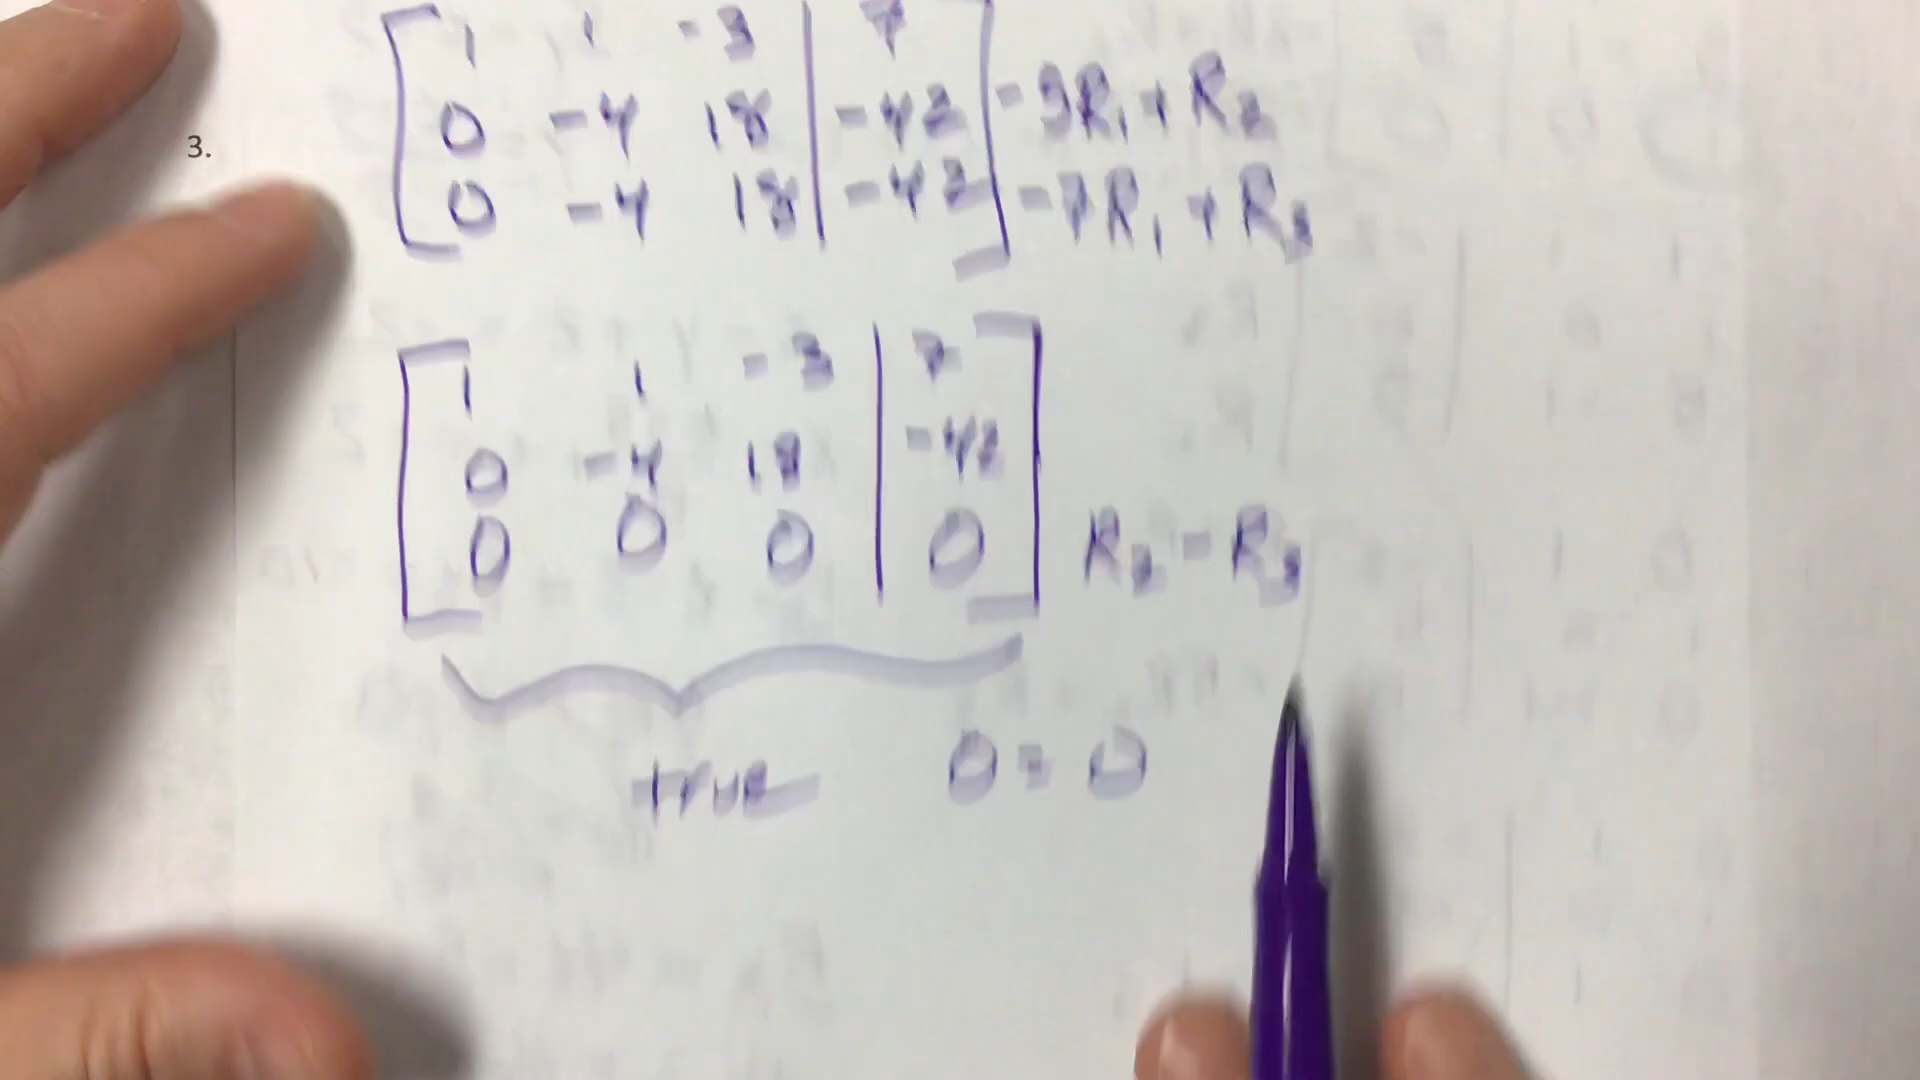 1 1 -3 | 7
0 -4 18 | -42 -3R₁ + R₂
3.
0 -4 18 | -42 -7R₁ + R₃
1 1 -3 | 7
0 -4 18 | -42
0 0 0 | 0 R₂ - R₃
true 0 = 0